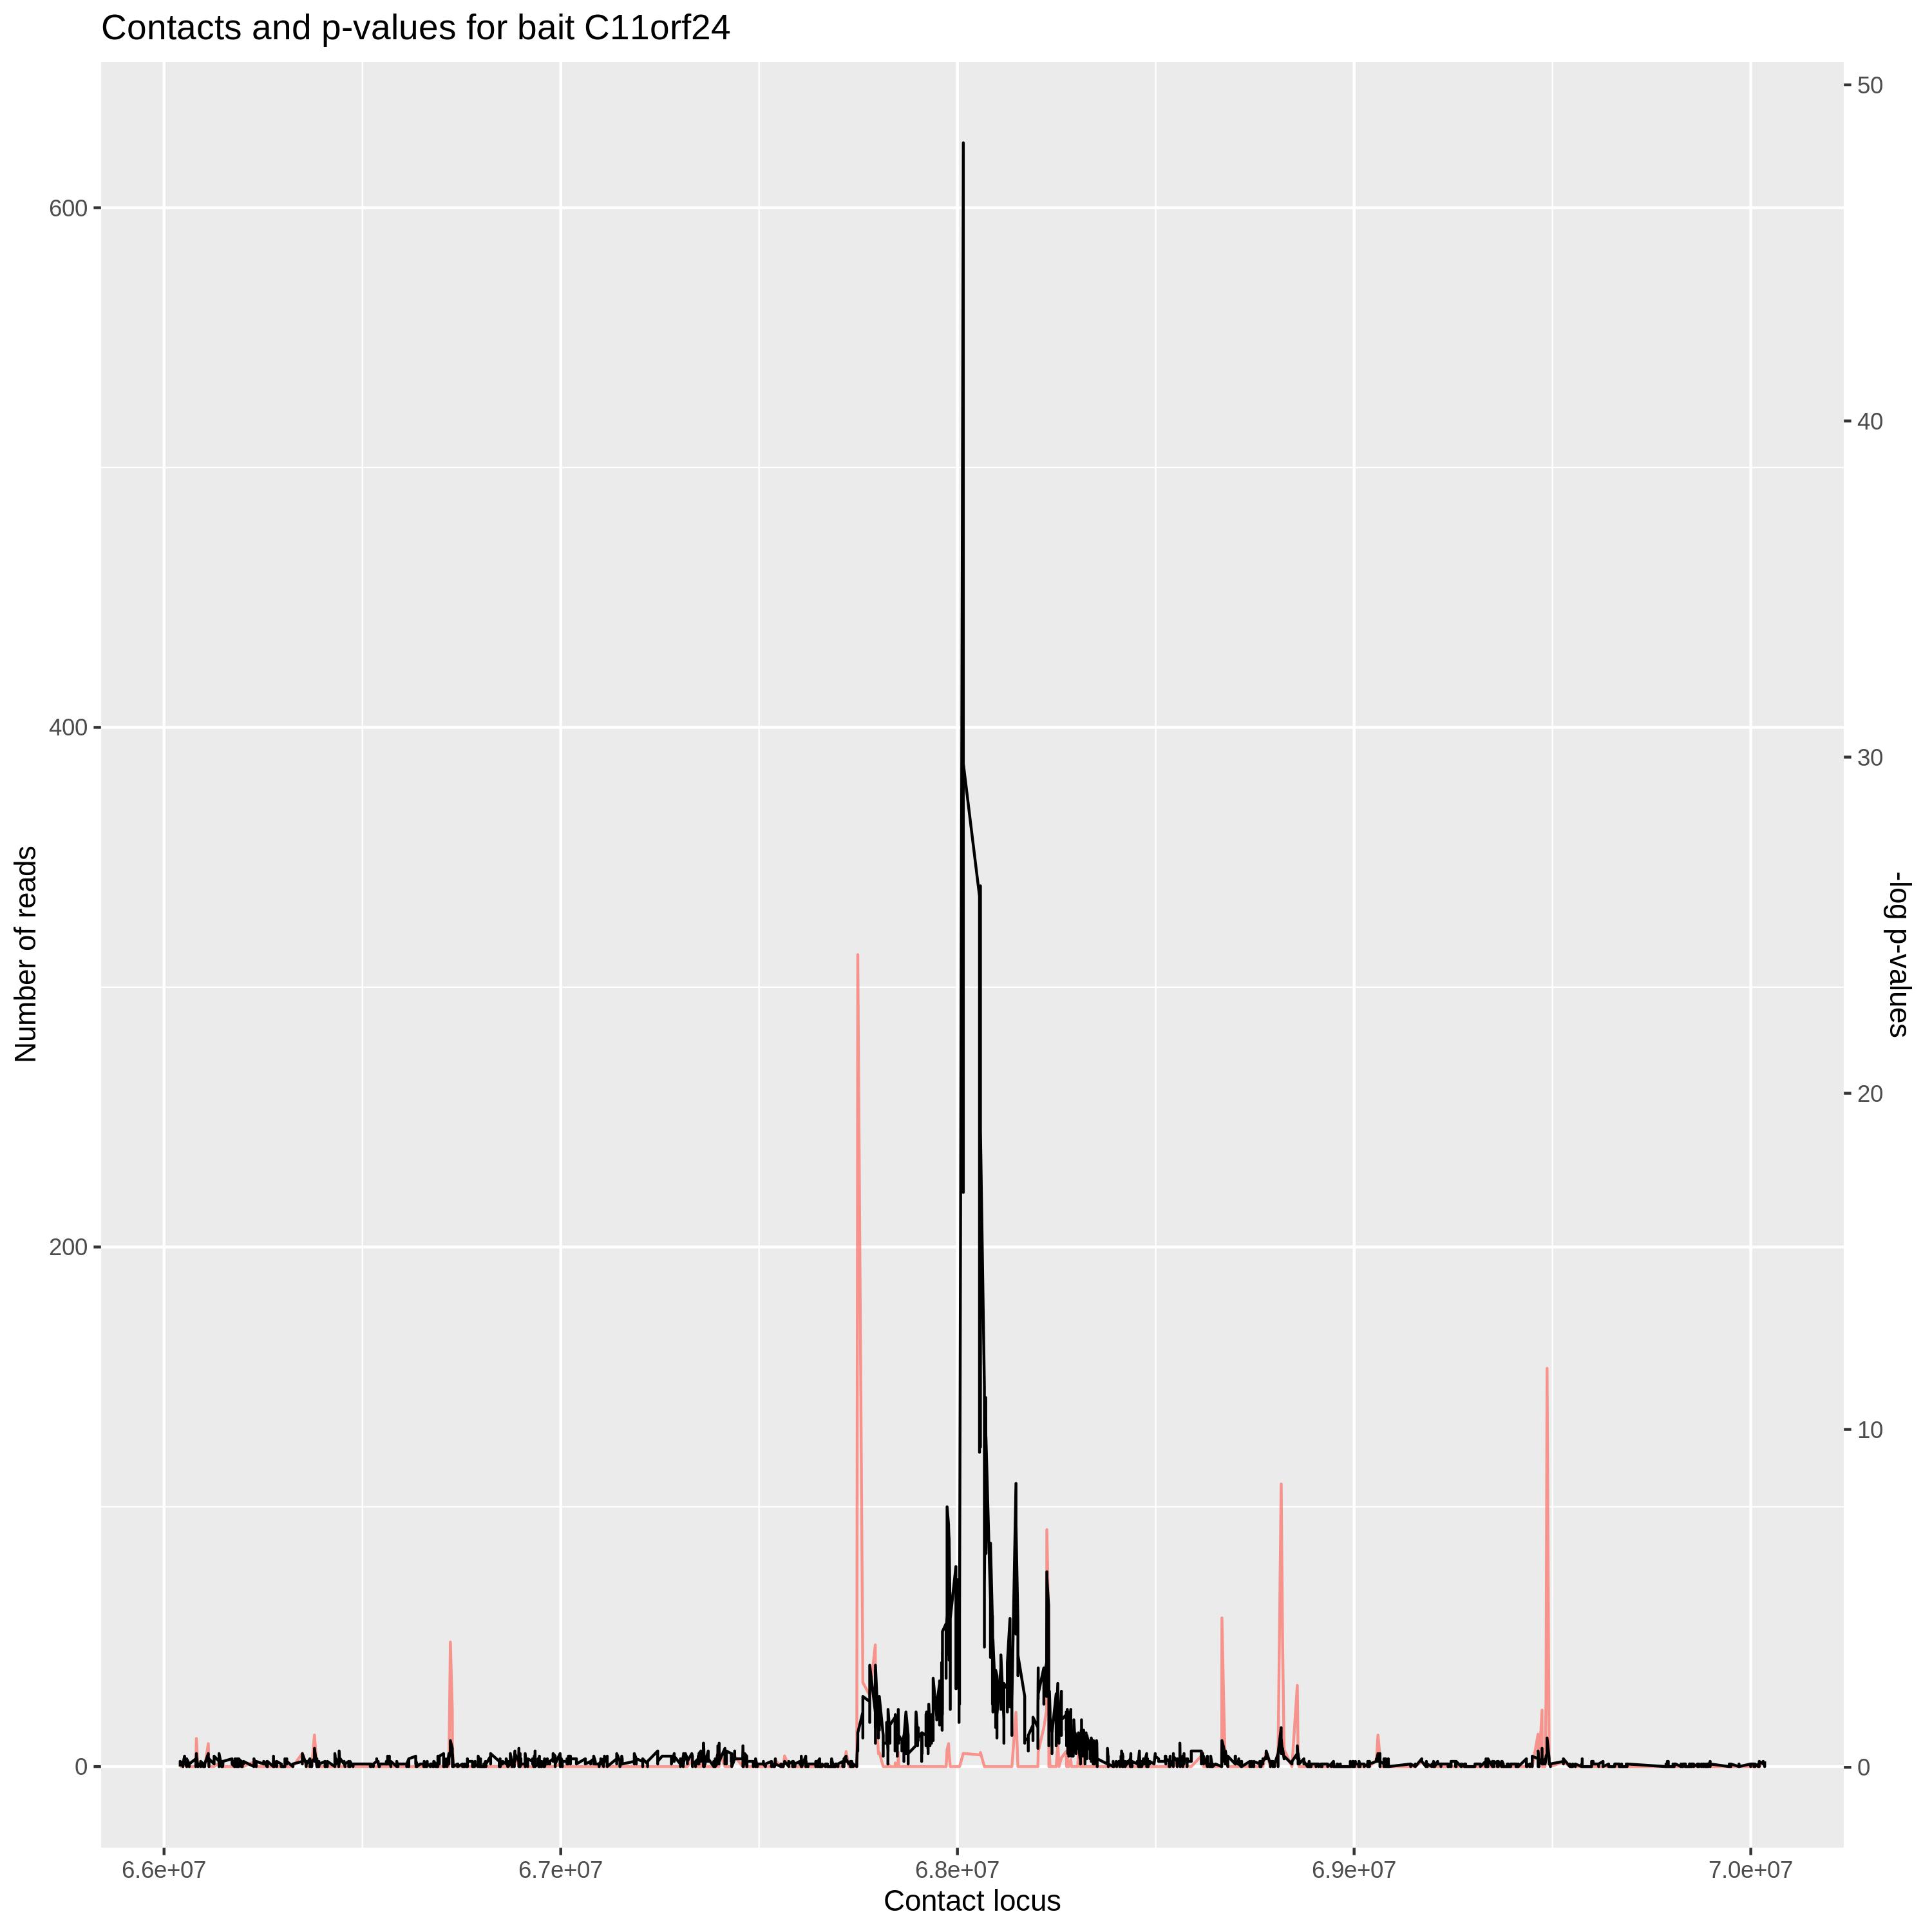 Contacts and p-values for bait C11orf24
600
400
200
0
50
40
30
20
10
0
Number of reads
-log p-values
6.6e+07 6.7e+07 6.8e+07 6.9e+07 7.0e+07
Contact locus